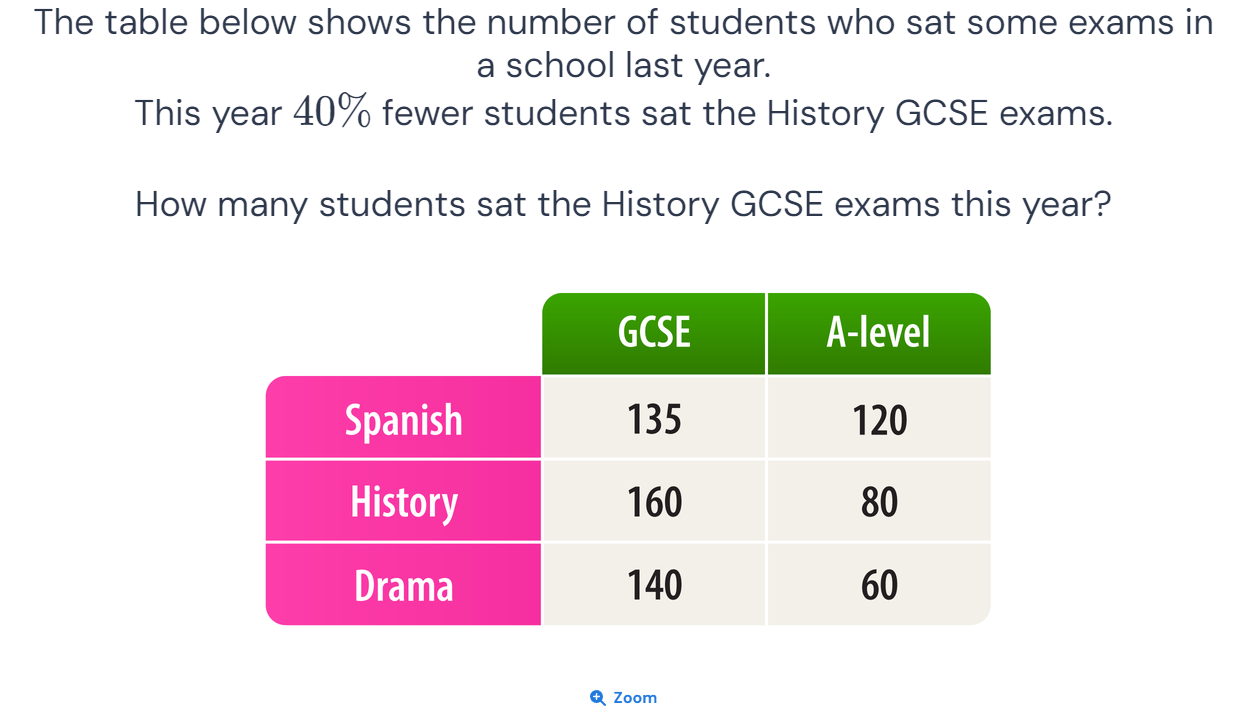 The table below shows the number of students who sat some exams in
a school last year.
This year 40% fewer students sat the History GCSE exams.
How many students sat the History GCSE exams this year?
GCSE A-level
Spanish 135 120
History 160 80
Drama 140 60
Zoom